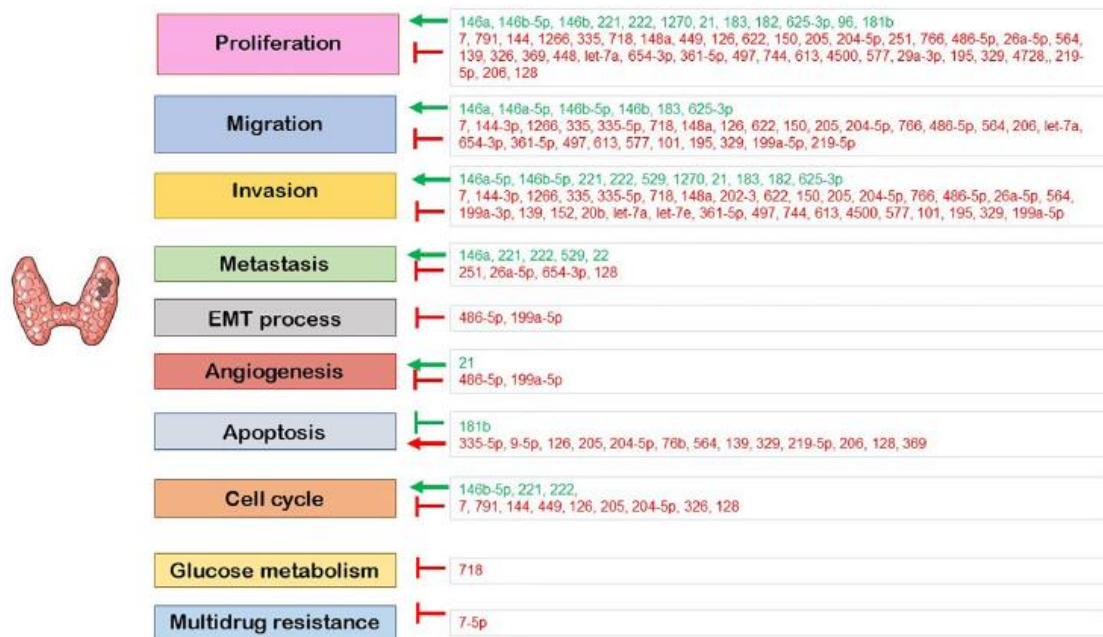 Proliferation
146a, 146b-5p, 146b, 221, 222, 1270, 21, 183, 182, 625-3p, 96, 181b
7, 791, 144, 1266, 335, 718, 148a, 449, 126, 622, 150, 205, 204-5p, 251, 766, 486-5p, 26a-5p, 564,
139, 326, 369, 448, let-7a, 654-3p, 361-5p, 497, 744, 613, 4500, 577, 29a-3p, 195, 329, 4728,, 219-
5p, 206, 128
Migration
146a, 146a-5p, 146b-5p, 146b, 183, 625-3p
7, 144-3p, 1266, 335, 335-5p, 718, 148a, 126, 622, 150, 205, 204-5p, 766, 486-5p, 564, 206, let-7a,
654-3p, 361-5p, 497, 613, 577, 101, 195, 329, 199a-5p, 219-5p
Invasion
146a-5p, 146b-5p, 221, 222, 529, 1270, 21, 183, 182, 625-3p
7, 144-3p, 1266, 335, 335-5p, 718, 148a, 202-3, 622, 150, 205, 204-5p, 766, 486-5p, 26a-5p, 564,
199a-3p, 139, 152, 20b, let-7a, let-7e, 361-5p, 497, 744, 613, 4500, 577, 101, 195, 329, 199a-5p
Metastasis
146a, 221, 222, 529, 22
251, 26a-5p, 654-3p, 128
EMT process
486-5p, 199a-5p
Angiogenesis
21
486-5p, 199a-5p
Apoptosis
181b
335-5p, 9-5p, 126, 205, 204-5p, 76b, 564, 139, 329, 219-5p, 206, 128, 369
Cell cycle
146b-5p, 221, 222,
7, 791, 144, 449, 126, 205, 204-5p, 326, 128
Glucose metabolism
718
Multidrug resistance
7-5p